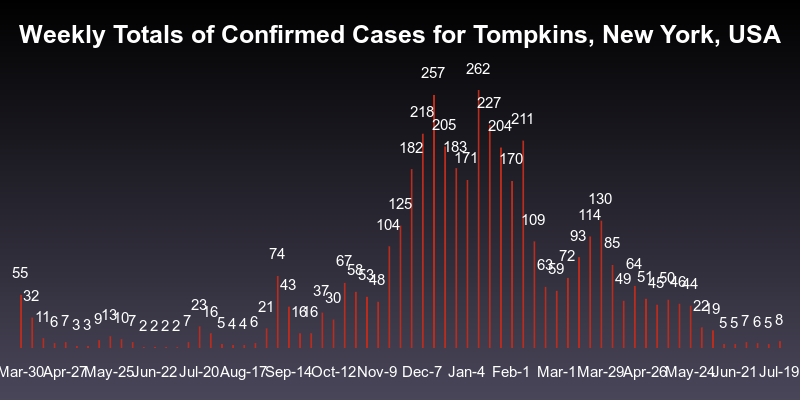 Weekly Totals of Confirmed Cases for Tompkins, New York, USA
55 32 11 6 7 3 3 9 13 10 7 2 2 2 2 7 23 16 5 4 4 6 21 74 43 16 16 37 30 67 58 53 48 104 125 182 218 257 205 183 171 262 227 204 170 211 109 63 59 72 93 114 130 85 49 64 51 45 50 46 44 22 19 5 5 7 6 5 8
Mar-30 Apr-27 May-25 Jun-22 Jul-20 Aug-17 Sep-14 Oct-12 Nov-9 Dec-7 Jan-4 Feb-1 Mar-1 Mar-29 Apr-26 May-24 Jun-21 Jul-19